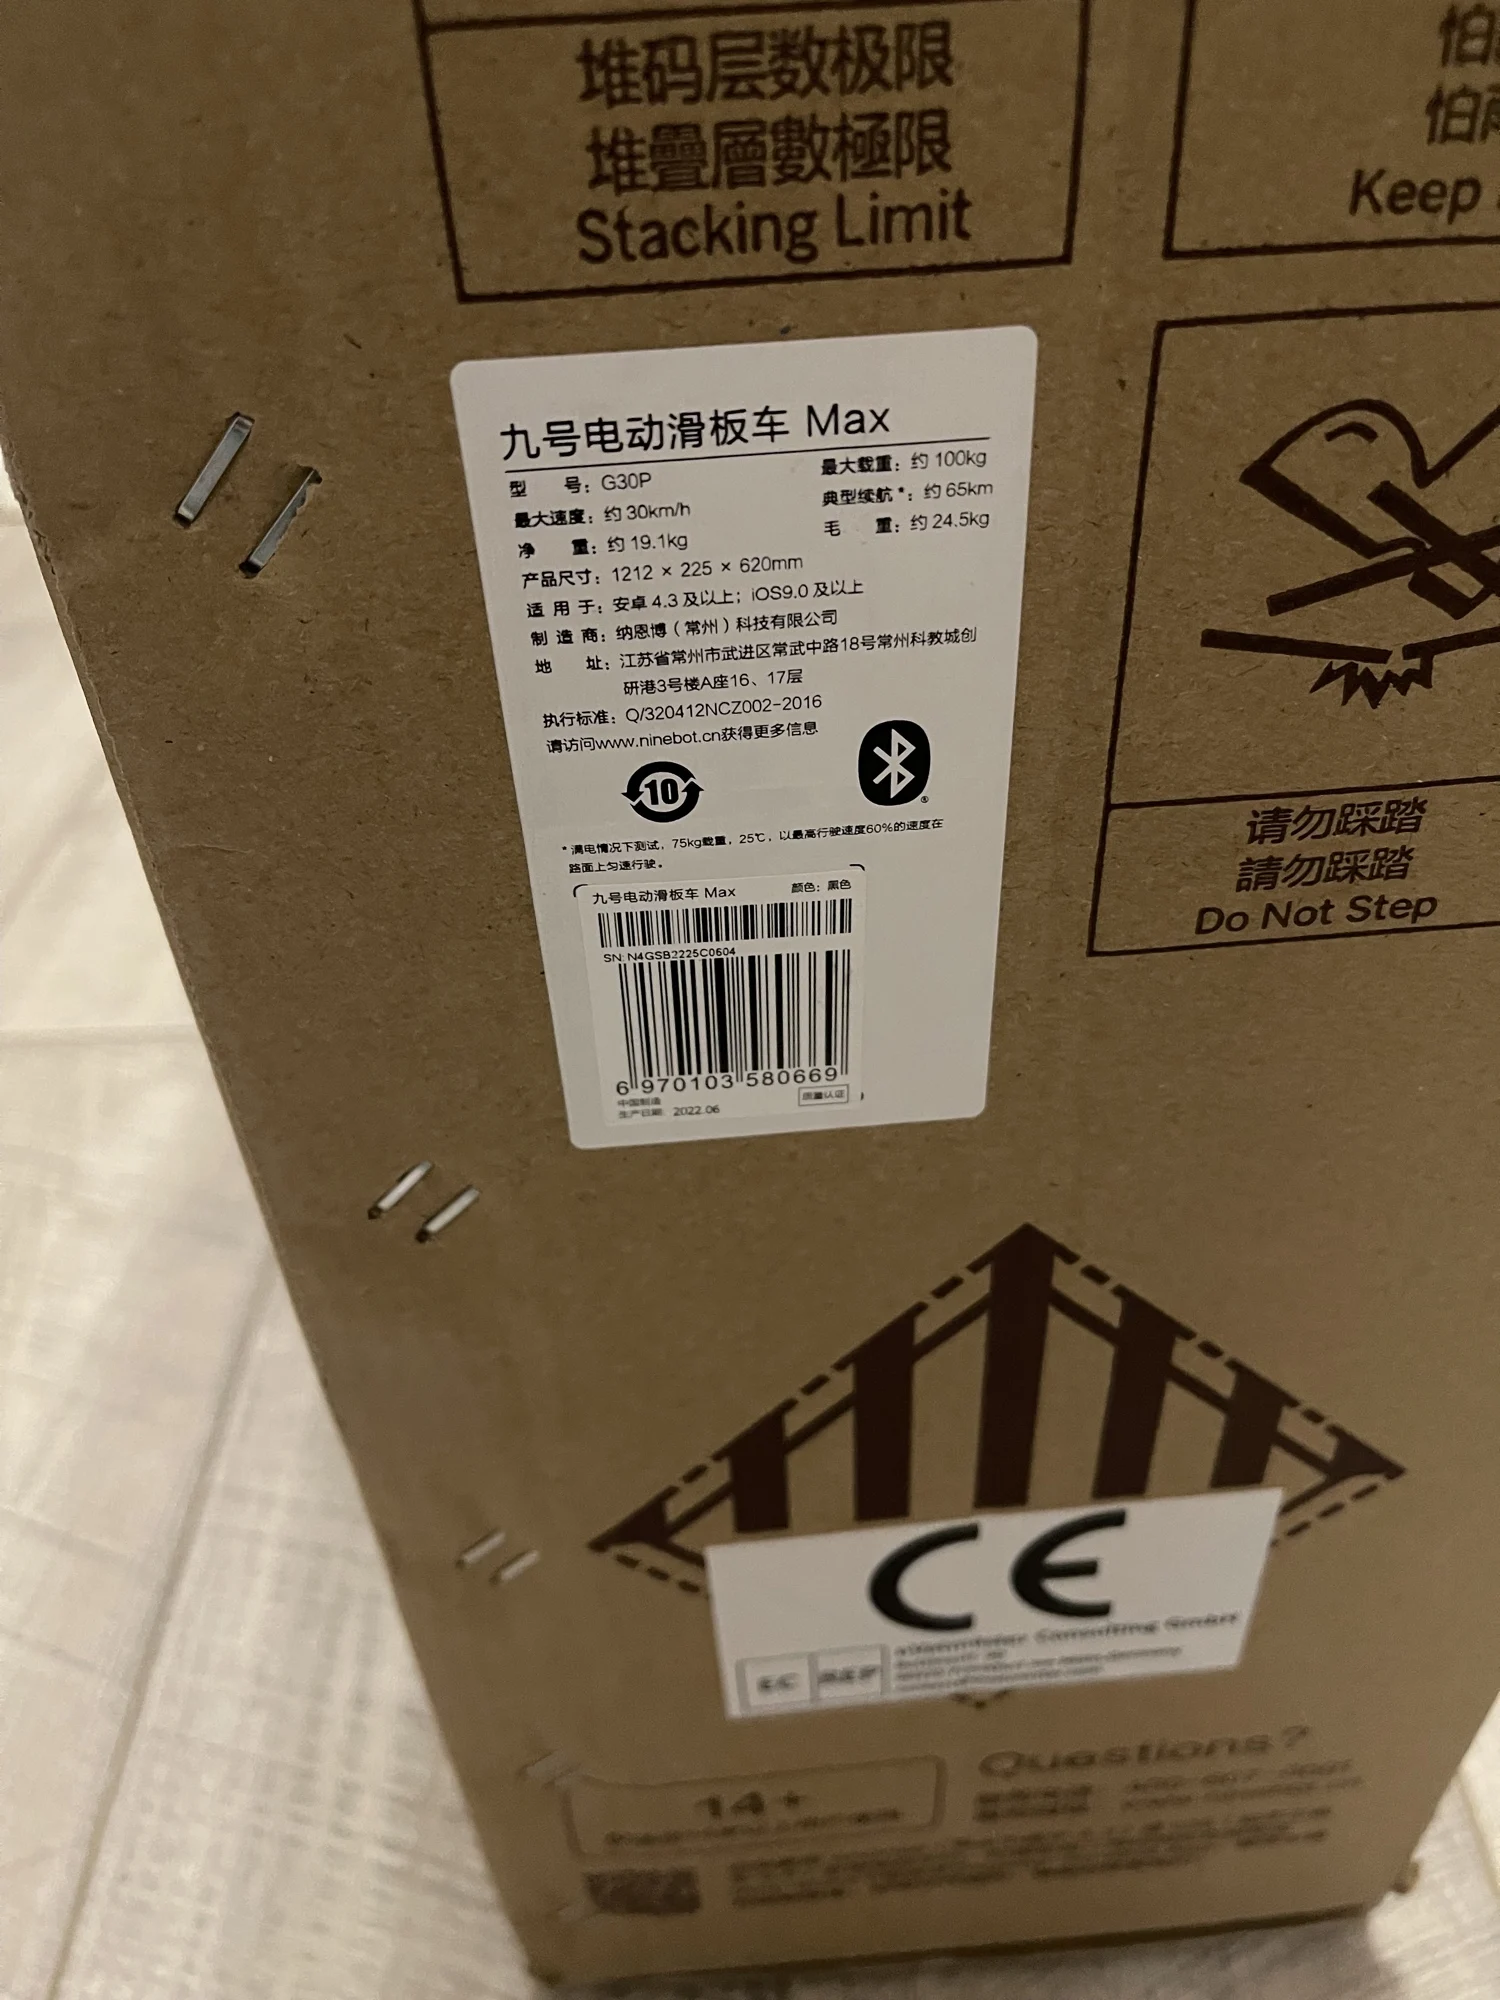 堆码层数极限
堆疊層數極限
Stacking Limit
怕
怕雨
Keep
九号电动滑板车 Max
型 号：G30P
最大载重：约 100kg
最大速度：约 30km/h
典型续航*：约 65km
净 重：约 19.1kg
毛 重：约 24.5kg
产品尺寸：1212 × 225 × 620mm
适 用 于：安卓 4.3 及以上；iOS9.0 及以上
制 造 商：纳恩博（常州）科技有限公司
地 址：江苏省常州市武进区常武中路18号常州科教城创
研港3号楼A座16、17层
执行标准：Q/320412NCZ002-2016
请访问www.ninebot.cn获得更多信息
10
*满电情况下测试，75kg载重，25℃，以最高行驶速度60%的速度在
路面上匀速行驶。
九号电动滑板车 Max 颜色：黑色
SN: N4GSB2225C0604
6 970103 580669
中国制造
生产日期: 2022.06
质量认证
请勿踩踏
請勿踩踏
Do Not Step
CE
EC REP
Consulting GmbH
14+
Questions?